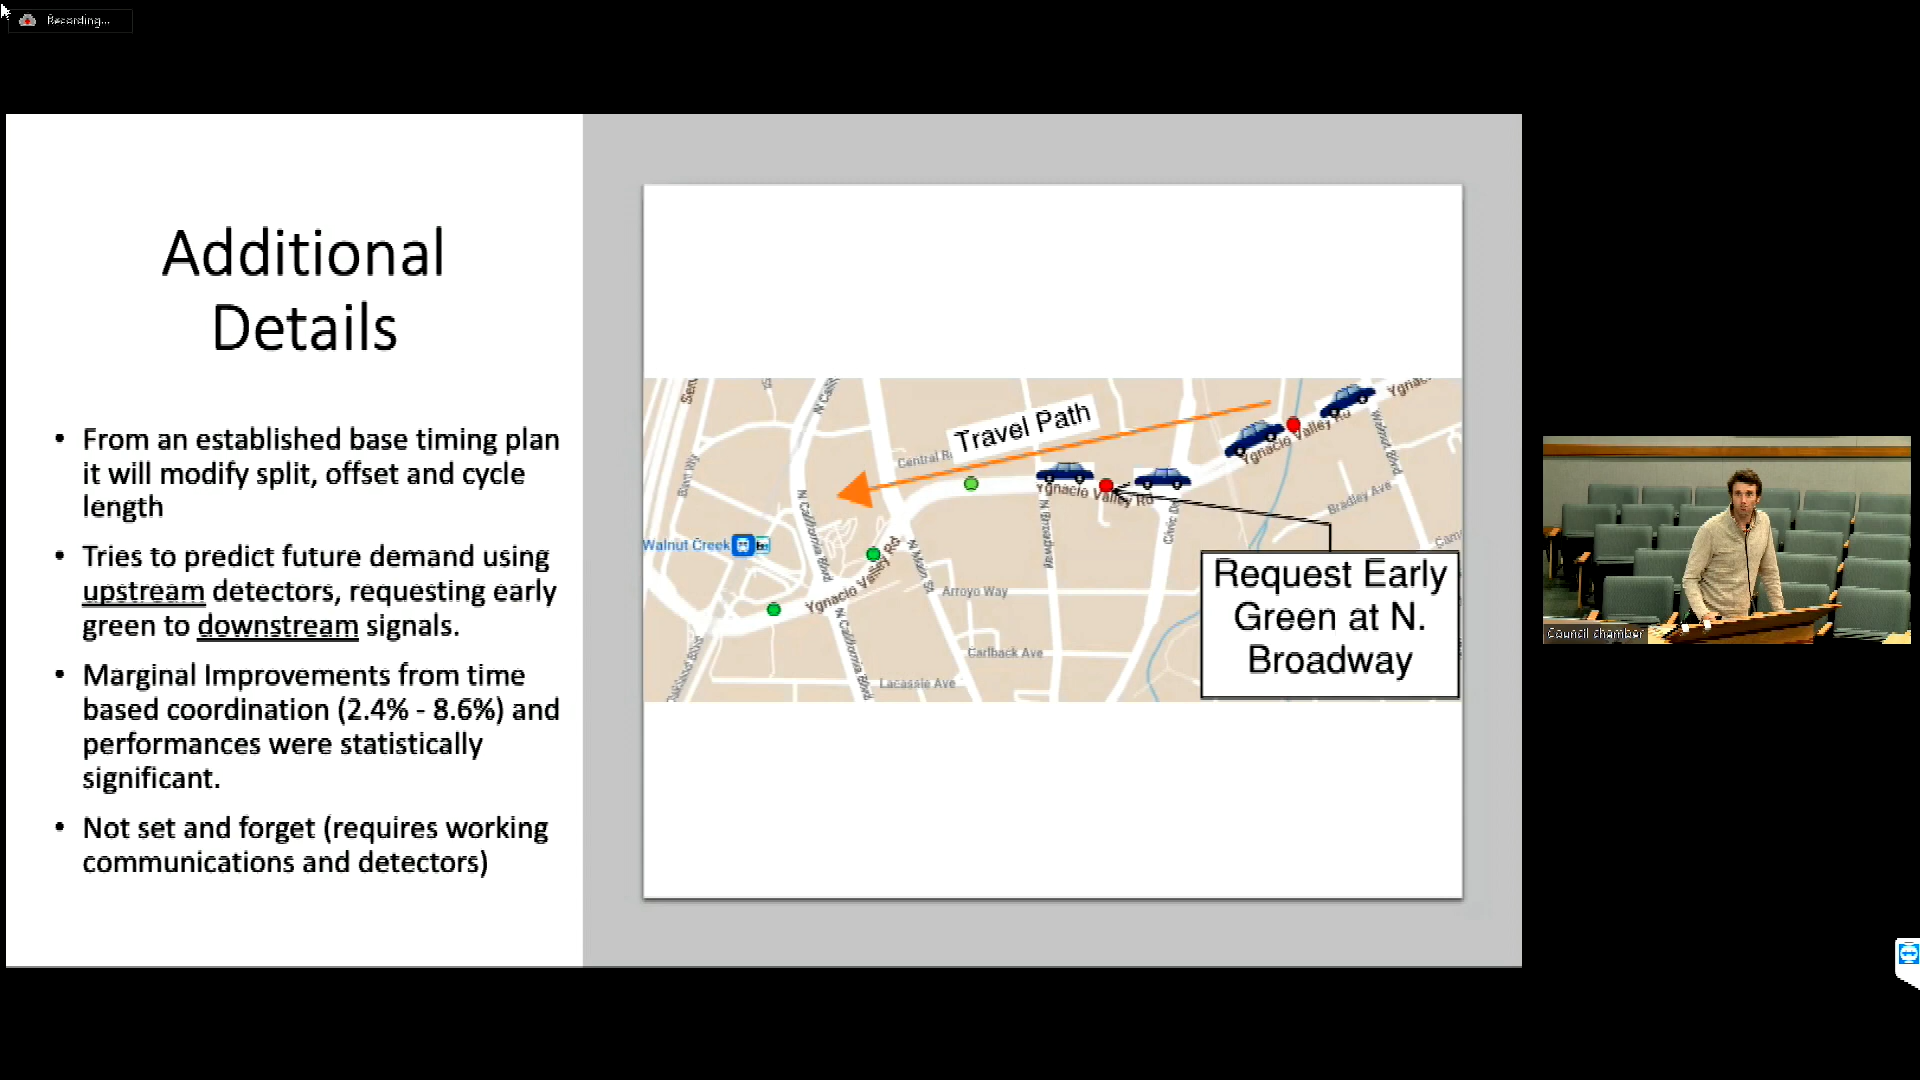 Recording...
Additional
Details
• From an established base timing plan
it will modify split, offset and cycle
length
• Tries to predict future demand using
upstream detectors, requesting early
green to downstream signals.
• Marginal Improvements from time
based coordination (2.4% - 8.6%) and
performances were statistically
significant.
• Not set and forget (requires working
communications and detectors)
Travel Path
Central R
Ygnacio Valley Rd
Ygnacio Valley Rd
Ygnacio Valley Rd
N California Blvd
N California Blvd
N Main St
N Broadway
Civic Dr
Walnut Blvd
Bradley Ave
Walnut Creek
Arroyo Way
Carlback Ave
Lacassie Ave
Request Early
Green at N.
Broadway
Council chamber